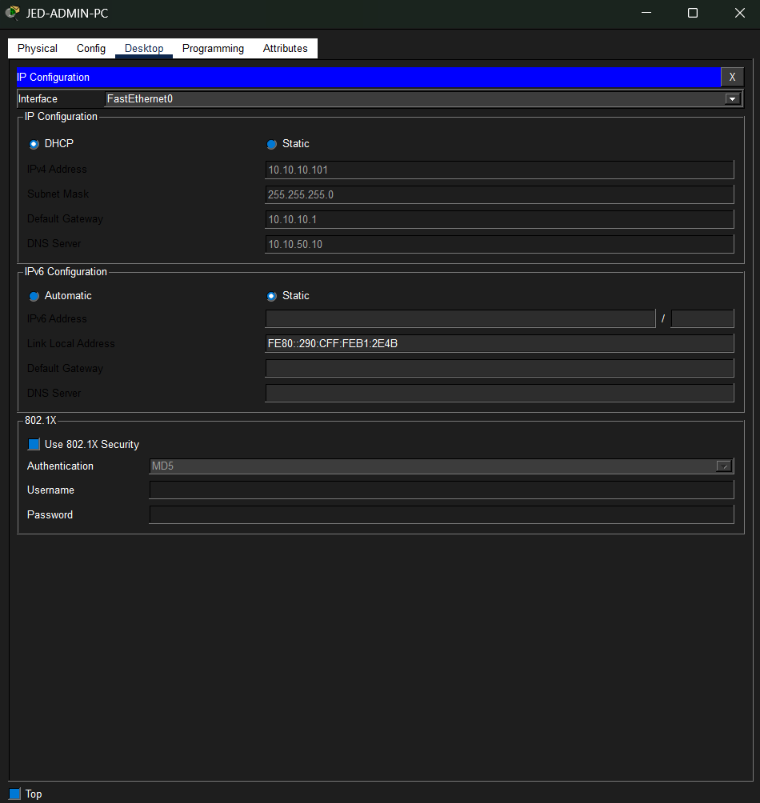 JED-ADMIN-PC
Physical Config Desktop Programming Attributes
IP Configuration X
Interface FastEthernet0
IP Configuration
DHCP Static
IPv4 Address 10.10.10.101
Subnet Mask 255.255.255.0
Default Gateway 10.10.10.1
DNS Server 10.10.50.10
IPv6 Configuration
Automatic Static
IPv6 Address /
Link Local Address FE80::290:CFF:FEB1:2E4B
Default Gateway
DNS Server
802.1X
Use 802.1X Security
Authentication MD5
Username
Password
Top